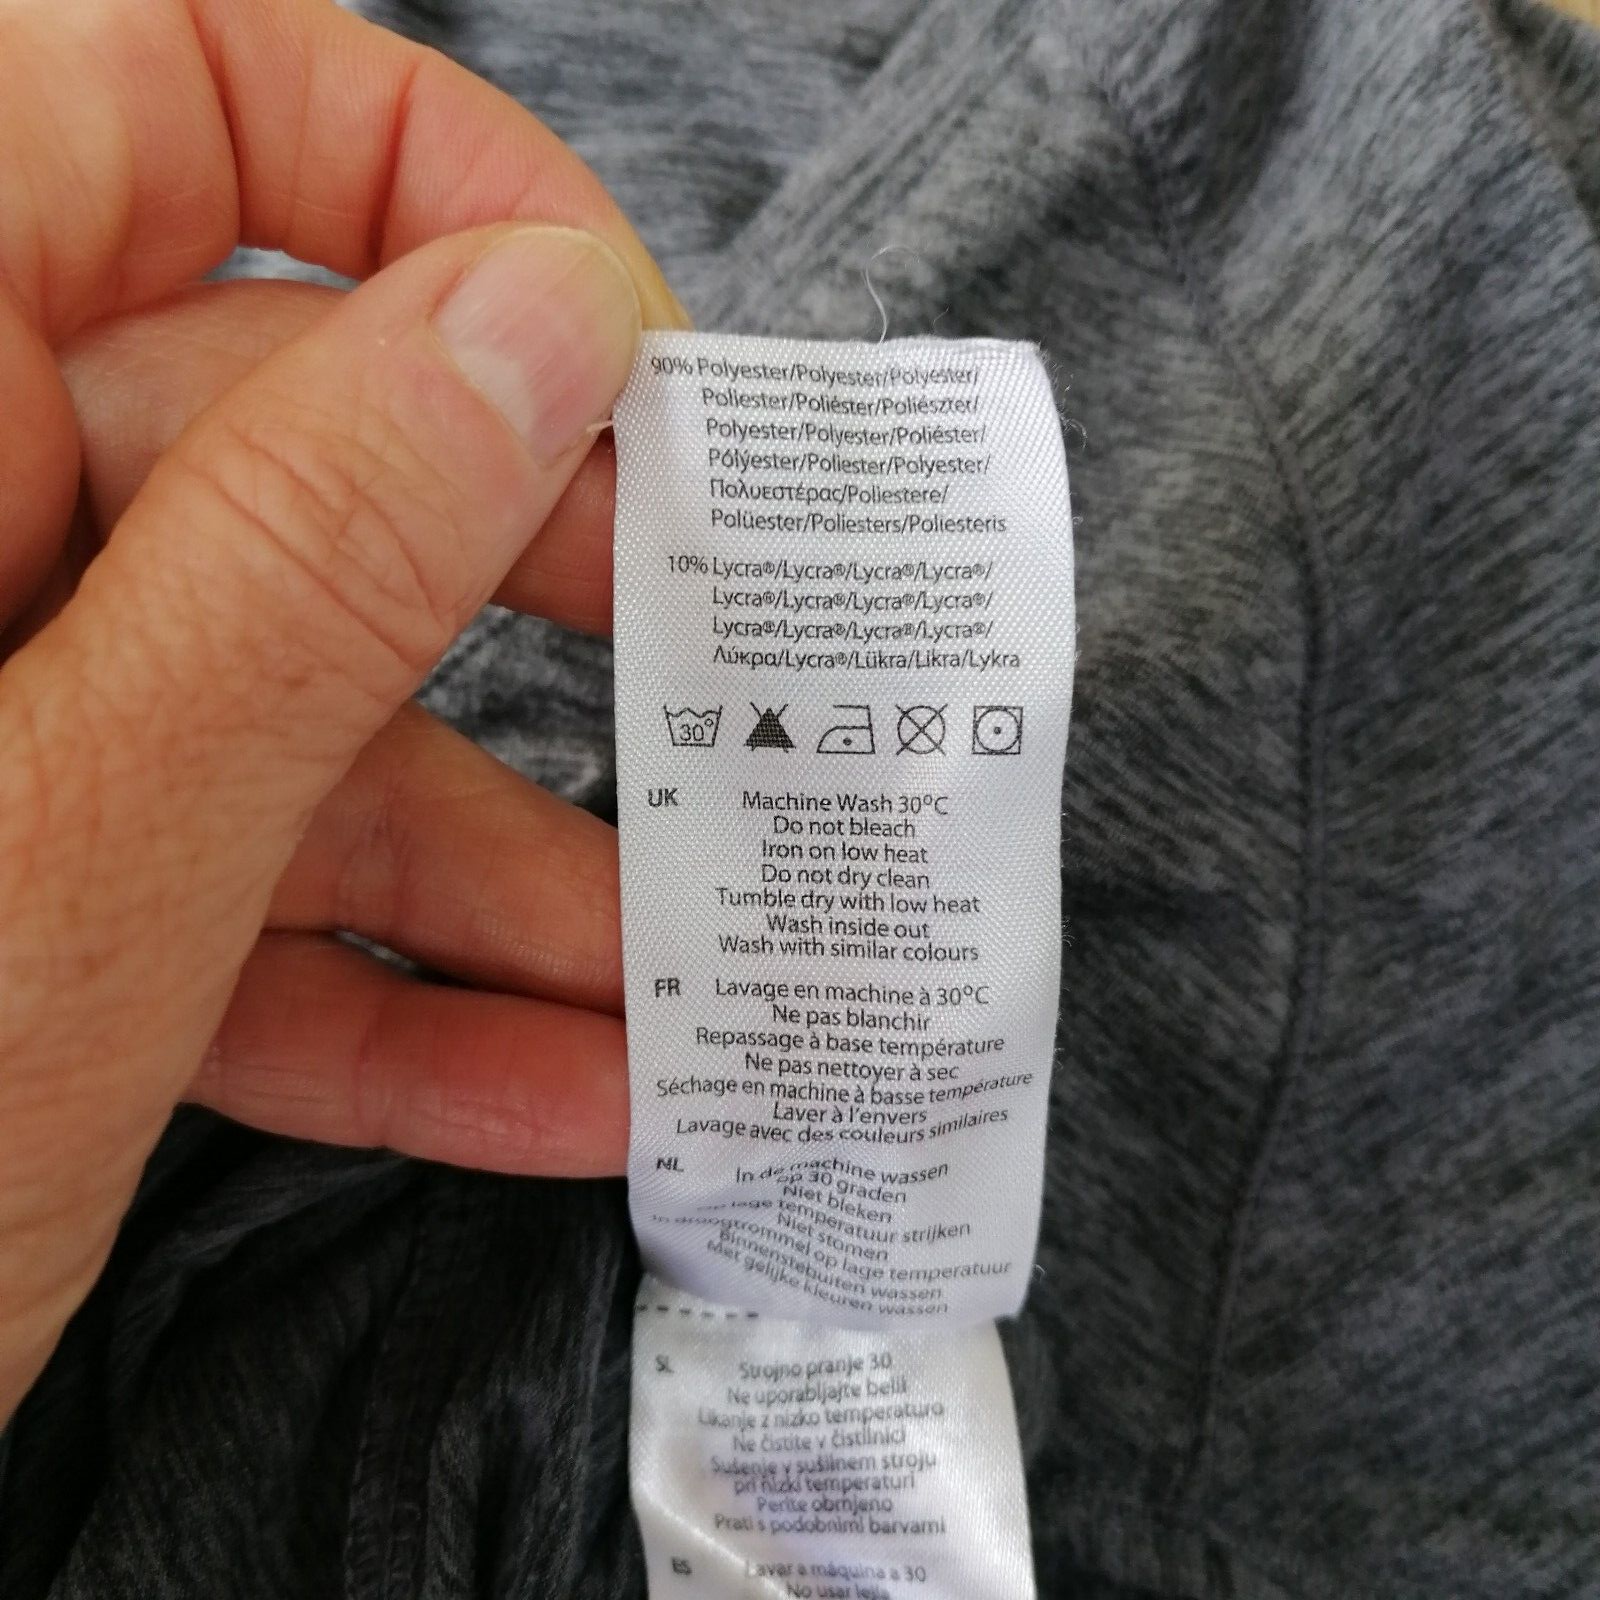 90% Polyester/Polyester/Polyester/
Poliester/Poliéster/Poliészter/
Polyester/Polyester/Poliéster/
Pólýester/Poliester/Polyester/
Πολυεστέρας/Poliestere/
Polüester/Poliesters/Poliesteris
10% Lycra®/Lycra®/Lycra®/Lycra®/
Lycra®/Lycra®/Lycra®/Lycra®/
Lycra®/Lycra®/Lycra®/Lycra®/
Λύκρα/Lycra®/Lükra/Likra/Lykra
30°
UK Machine Wash 30°C
Do not bleach
Iron on low heat
Do not dry clean
Tumble dry with low heat
Wash inside out
Wash with similar colours
FR Lavage en machine à 30°C
Ne pas blanchir
Repassage à base température
Ne pas nettoyer à sec
Séchage en machine à basse température
Laver à l'envers
Lavage avec des couleurs similaires
NL In de machine wassen
op 30 graden
Niet bleken
Op lage temperatuur strijken
Niet stomen
In droogtrommel op lage temperatuur
Binnenstebuiten wassen
Met gelijke kleuren wassen
SL Strojno pranje 30
Ne uporabljajte belil
Likanje z nizko temperaturo
Ne čistite v čistilnici
Sušenje v sušilnem stroju
pri nizki temperaturi
Perite obrnjeno
Prati s podobnimi barvami
ES Lavar a máquina a 30
No usar lejía